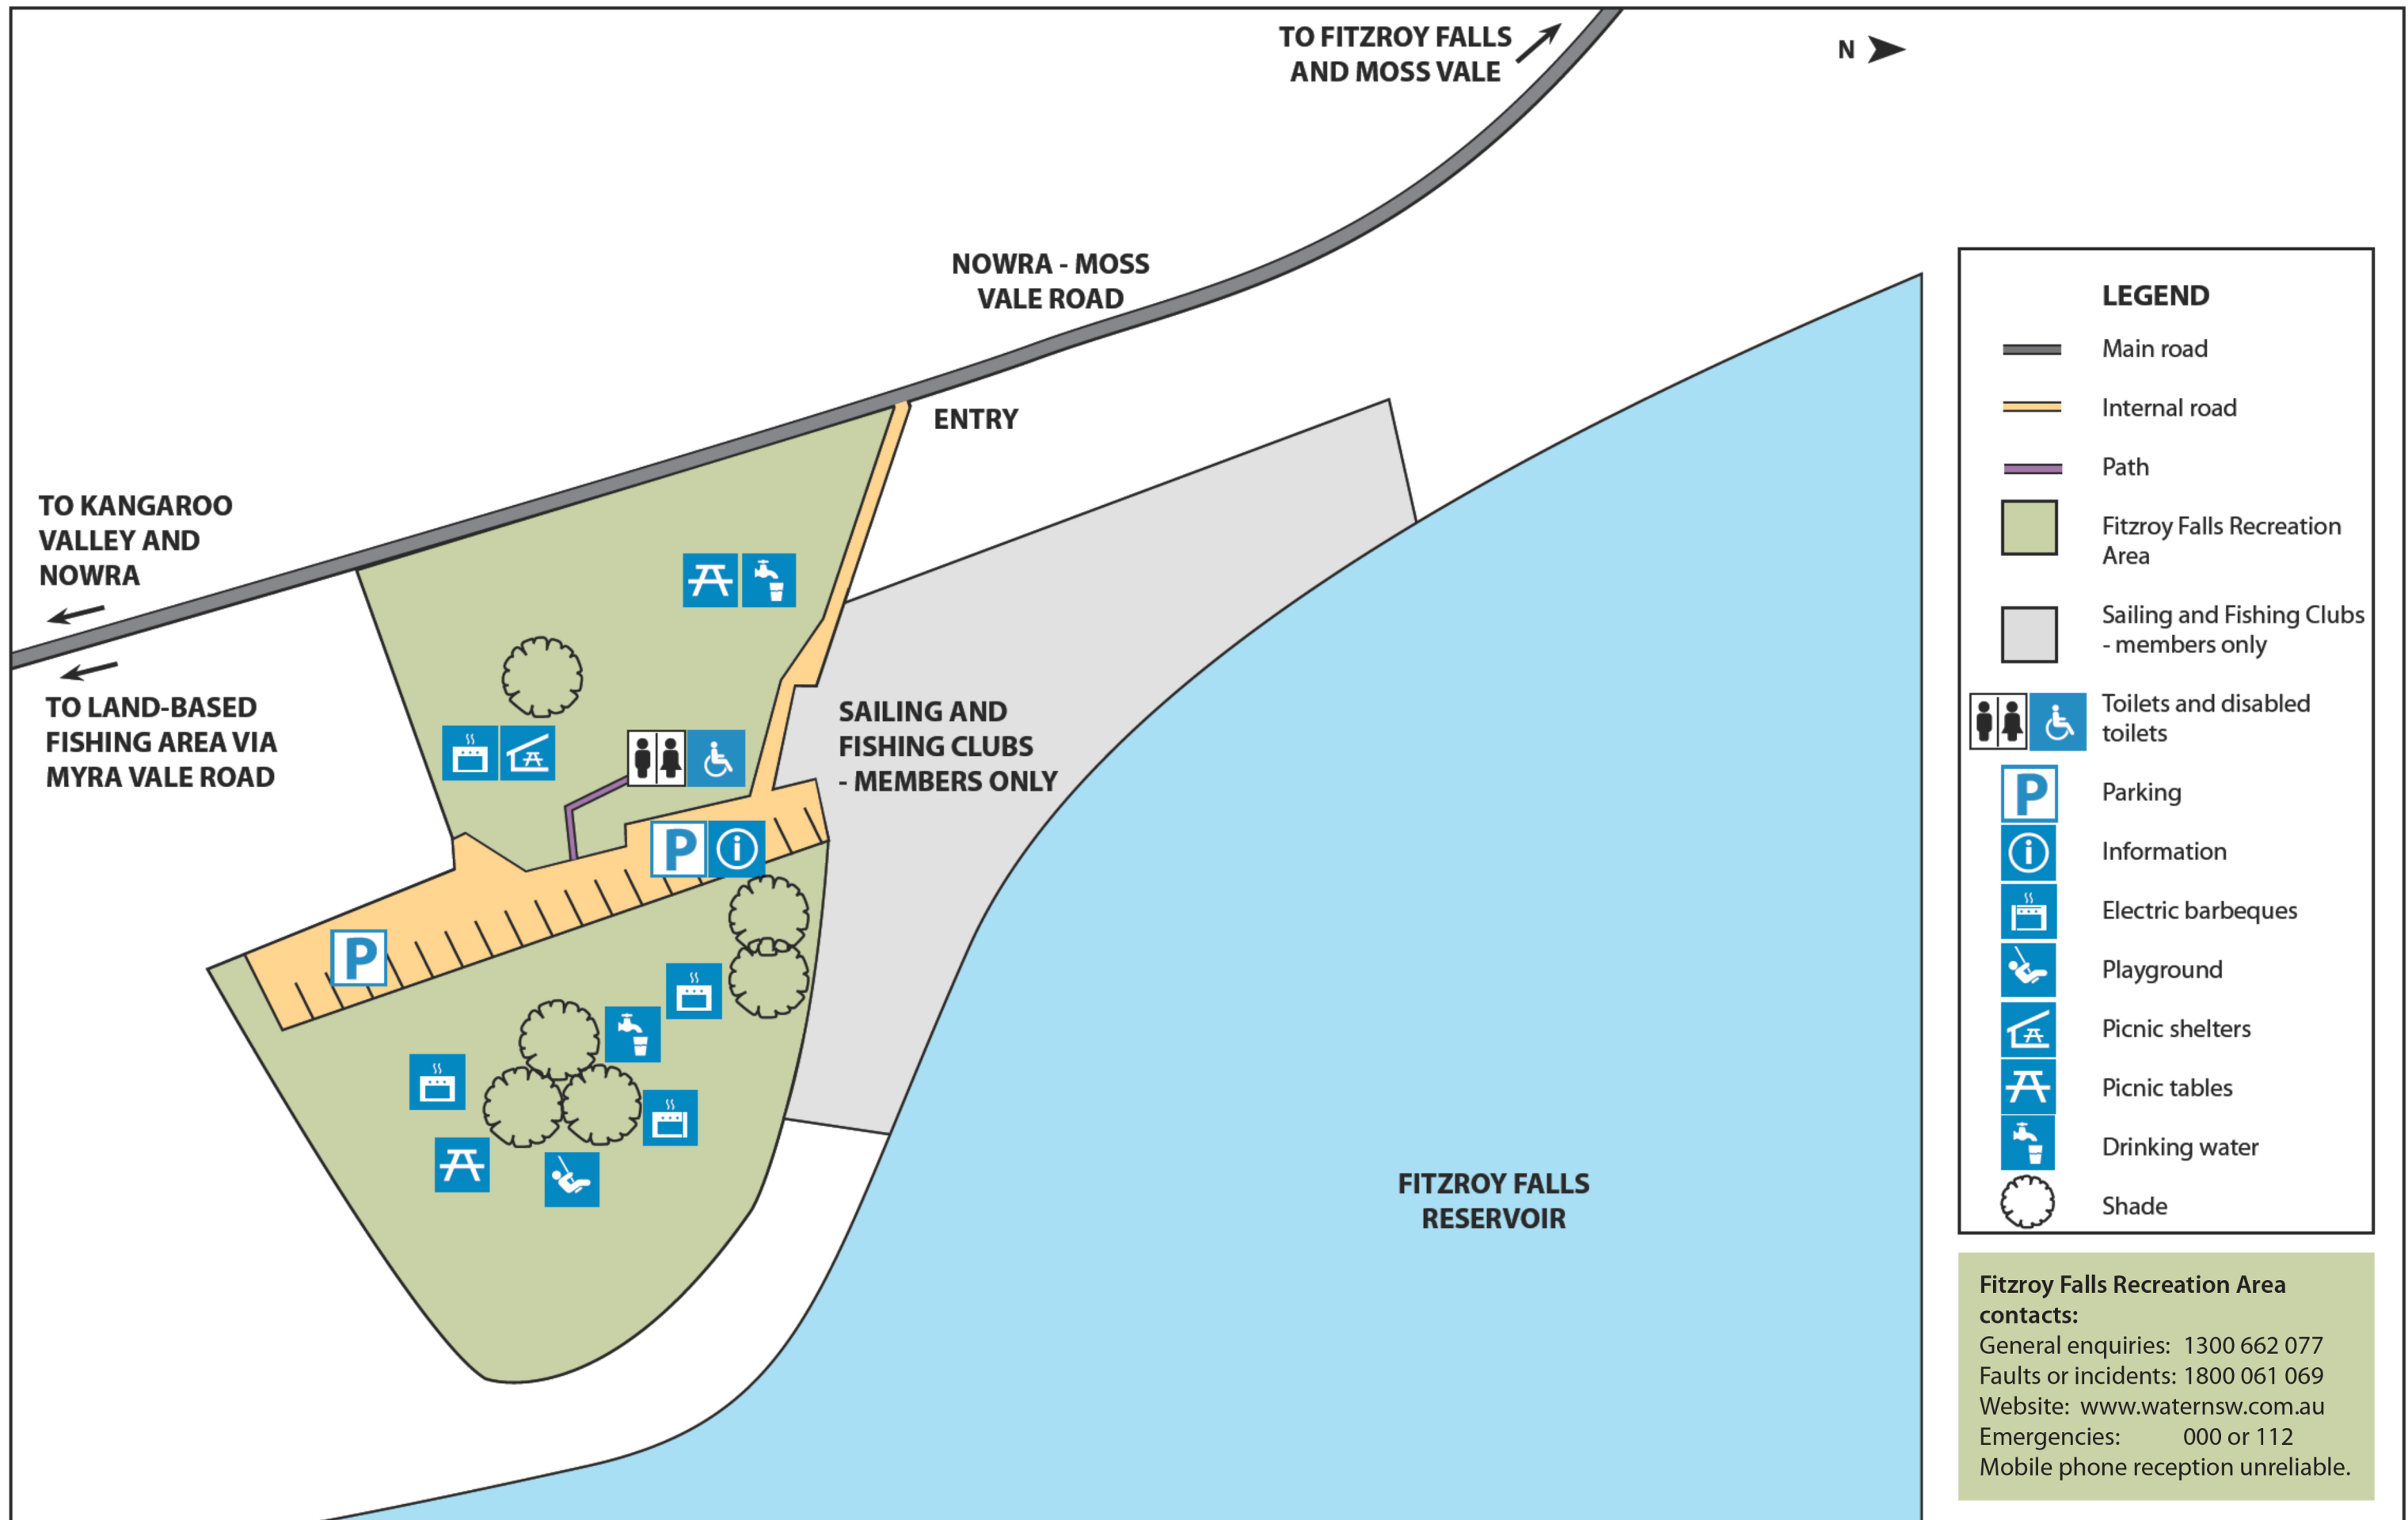 TO FITZROY FALLS
AND MOSS VALE
N
NOWRA - MOSS
VALE ROAD
ENTRY
TO KANGAROO
VALLEY AND
NOWRA
TO LAND-BASED
FISHING AREA VIA
MYRA VALE ROAD
SAILING AND
FISHING CLUBS
- MEMBERS ONLY
P
i
P
FITZROY FALLS
RESERVOIR
LEGEND
Main road
Internal road
Path
Fitzroy Falls Recreation
Area
Sailing and Fishing Clubs
- members only
Toilets and disabled
toilets
P
Parking
i
Information
Electric barbeques
Playground
Picnic shelters
Picnic tables
Drinking water
Shade
Fitzroy Falls Recreation Area
contacts:
General enquiries: 1300 662 077
Faults or incidents: 1800 061 069
Website: www.waternsw.com.au
Emergencies: 000 or 112
Mobile phone reception unreliable.